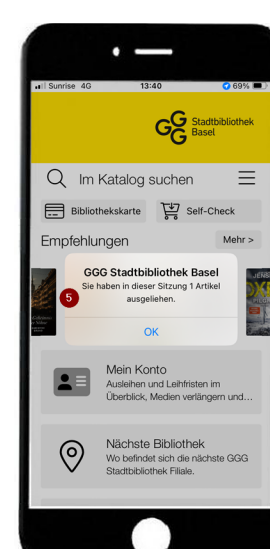 Sunrise 4G 13:40 69%
GGG Stadtbibliothek
Basel
Im Katalog suchen
Bibliothekskarte Self-Check
Empfehlungen Mehr >
GGG Stadtbibliothek Basel
5 Sie haben in dieser Sitzung 1 Artikel
ausgeliehen.
OK
Mein Konto
Ausleihen und Leihfristen im
Überblick, Medien verlängern und...
Nächste Bibliothek
Wo befindet sich die nächste GGG
Stadtbibliothek Filiale.